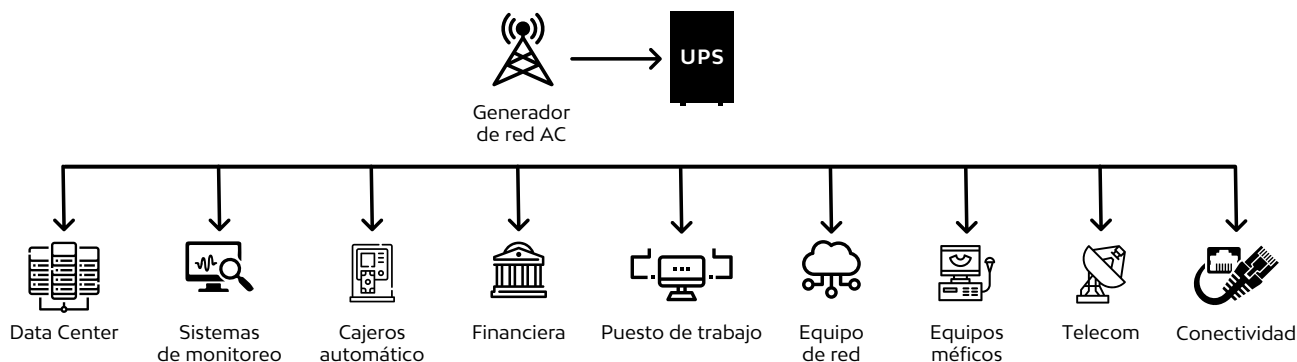 UPS
Generador
de red AC
Data Center
Sistemas
de monitoreo
Cajeros
automático
Financiera
Puesto de trabajo
Equipo
de red
Equipos
méficos
Telecom
Conectividad